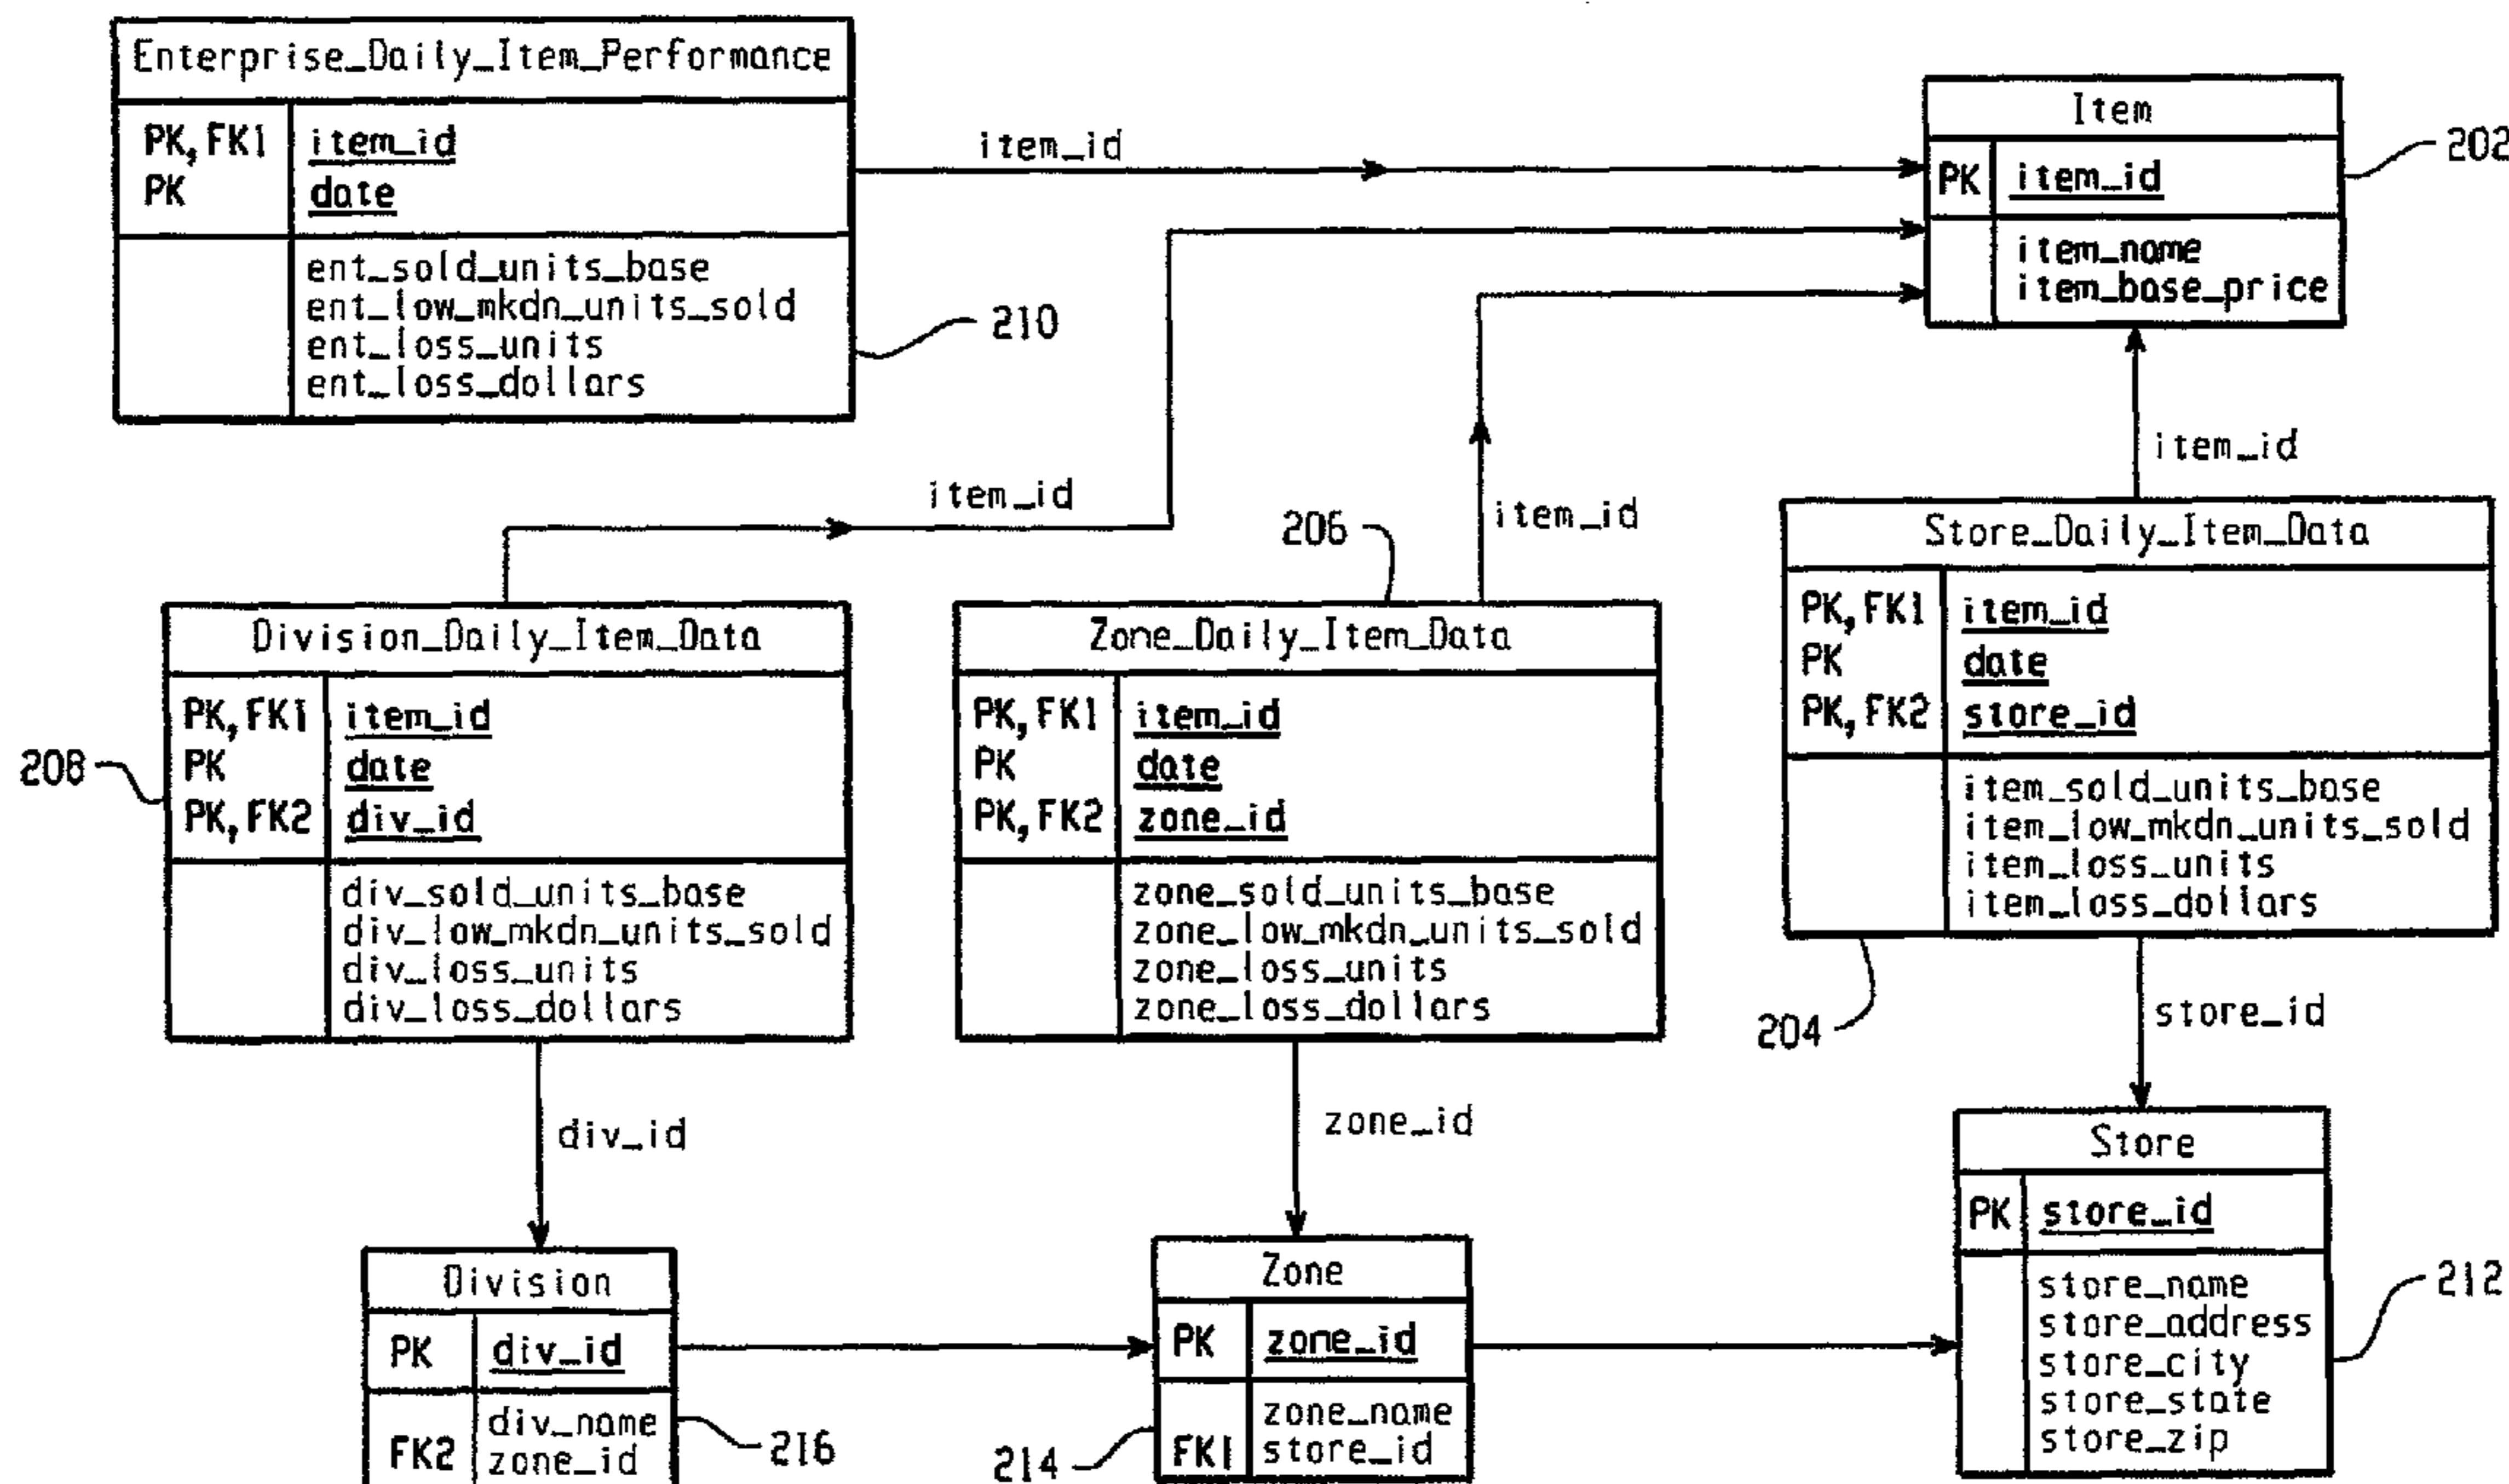 Enterprise_Daily_Item_Performance
PK,FK1 item_id
PK date
ent_sold_units_base
ent_low_mkdn_units_sold
ent_loss_units
ent_loss_dollars
210
item_id
Item
PK item_id
item_name
item_base_price
202
item_id
item_id
item_id
206
208
Division_Daily_Item_Data
PK,FK1 item_id
PK date
PK,FK2 div_id
div_sold_units_base
div_low_mkdn_units_sold
div_loss_units
div_loss_dollars
Zone_Daily_Item_Data
PK,FK1 item_id
PK date
PK,FK2 zone_id
zone_sold_units_base
zone_low_mkdn_units_sold
zone_loss_units
zone_loss_dollars
Store_Daily_Item_Data
PK,FK1 item_id
PK date
PK,FK2 store_id
item_sold_units_base
item_low_mkdn_units_sold
item_loss_units
item_loss_dollars
204
div_id
zone_id
store_id
Division
PK div_id
div_name
FK2 zone_id
216
Zone
PK zone_id
zone_name
FK1 store_id
214
Store
PK store_id
store_name
store_address
store_city
store_state
store_zip
212